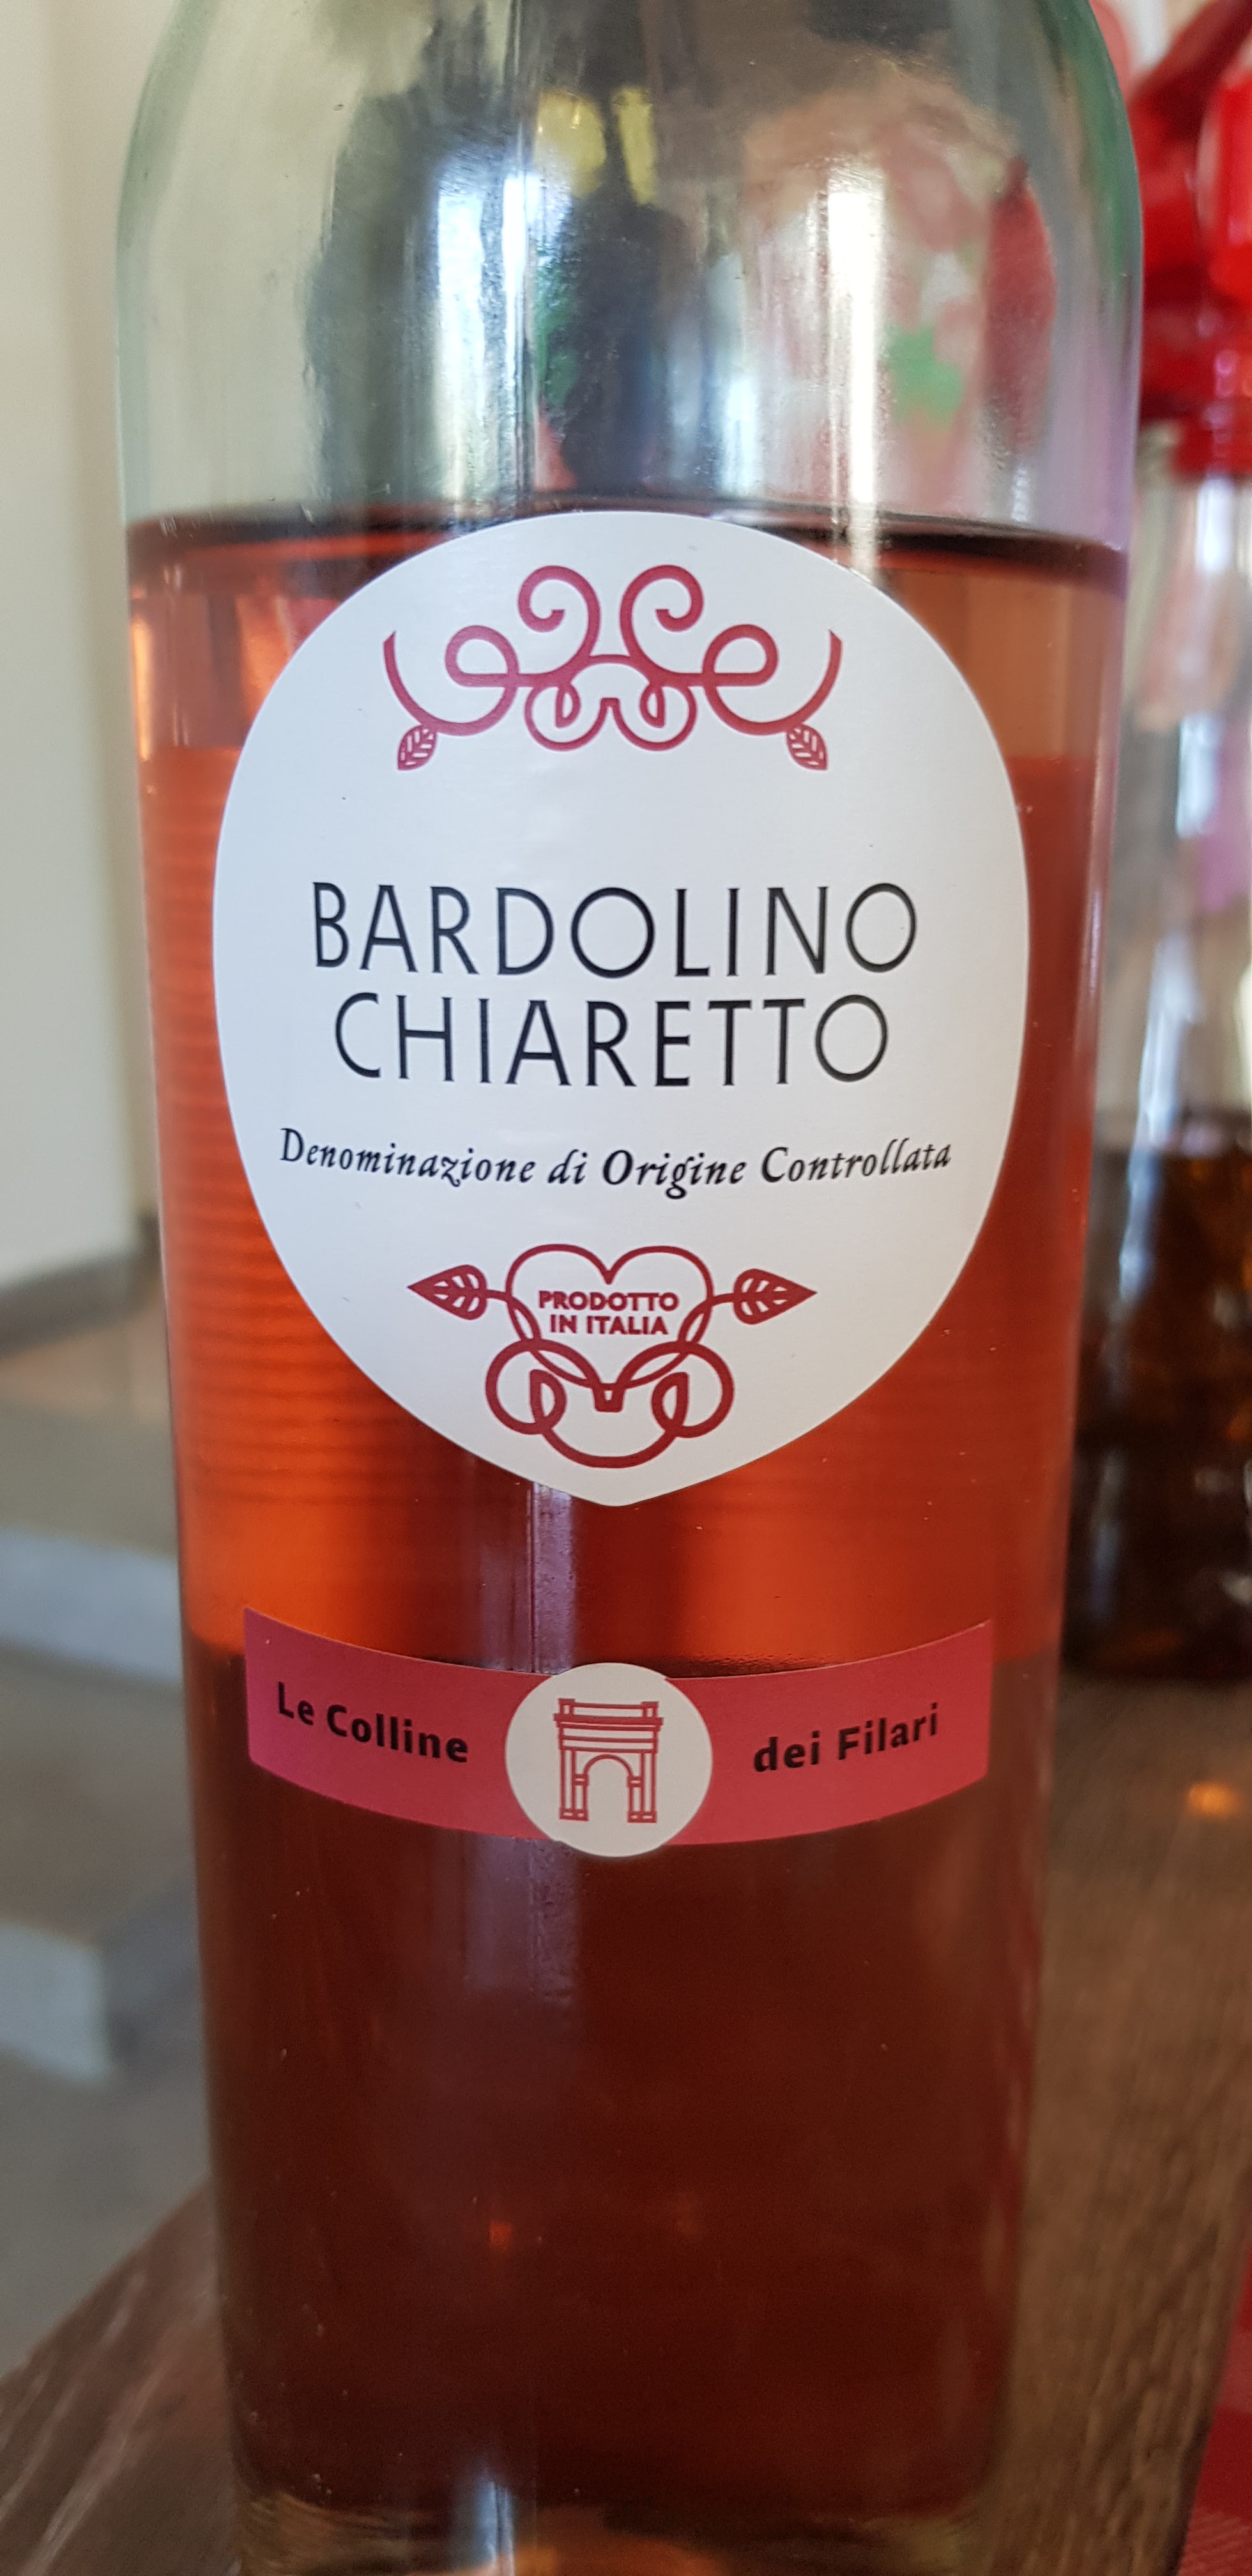 BARDOLINO
CHIARETTO
Denominazione di Origine Controllata
PRODOTTO
IN ITALIA
Le Colline dei Filari